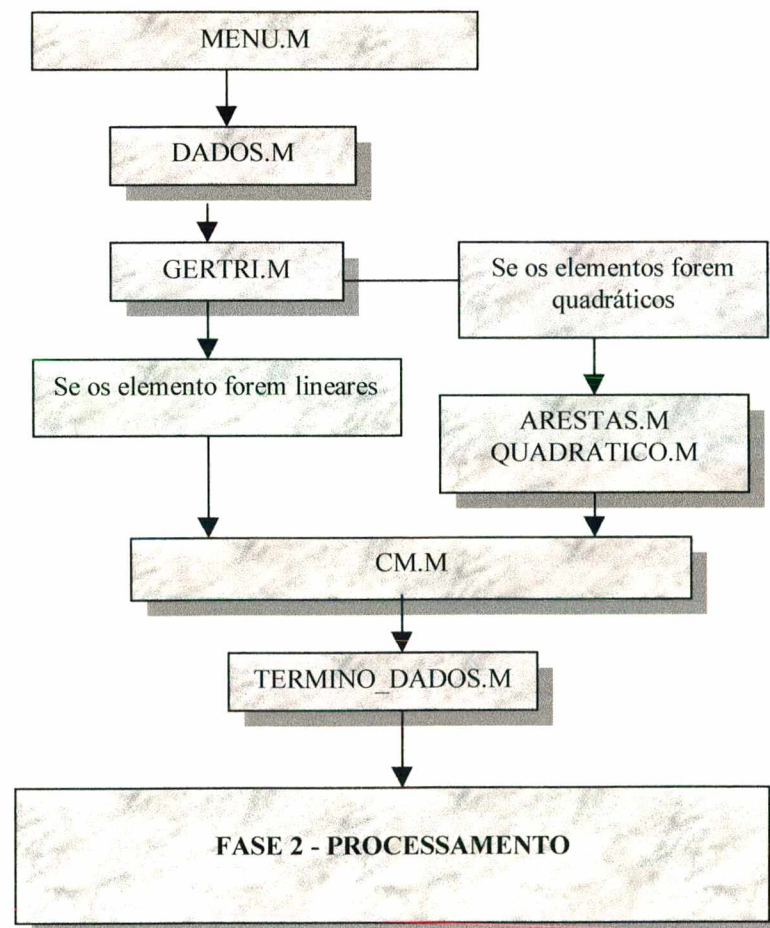 MENU.M
DADOS.M
GERTRI.M
Se os elementos forem
quadráticos
Se os elemento forem lineares
ARESTAS.M
QUADRATICO.M
CM.M
TERMINO_DADOS.M
FASE 2 - PROCESSAMENTO